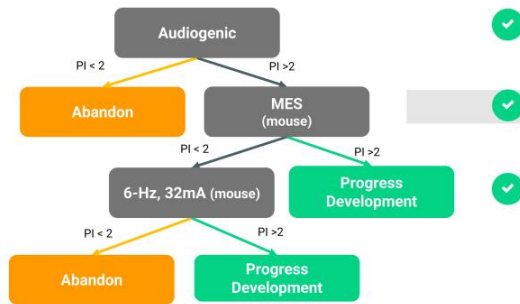 Audiogenic
PI < 2
PI >2
Abandon
MES
(mouse)
PI < 2
PI >2
6-Hz, 32mA (mouse)
Progress
Development
PI < 2
PI >2
Abandon
Progress
Development